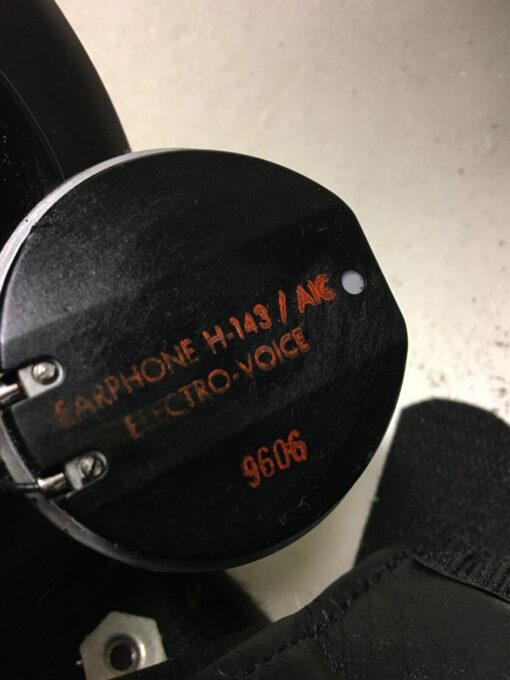 EARPHONE H-143 / AIC
ELECTRO-VOICE
9606